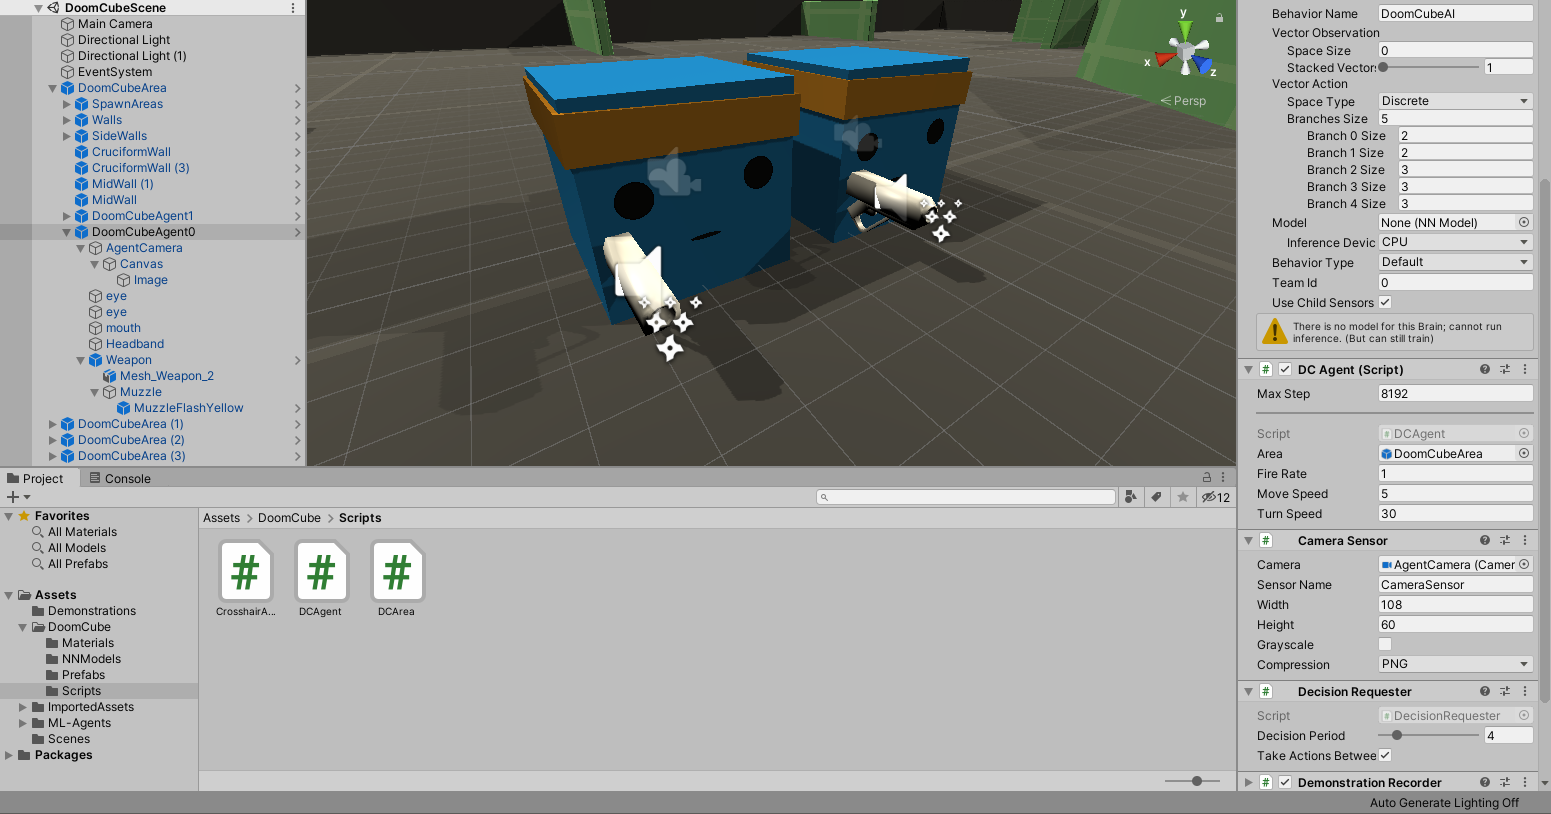 DoomCubeScene
Main Camera
Directional Light
Directional Light (1)
EventSystem
DoomCubeArea
SpawnAreas
Walls
SideWalls
CruciformWall
CruciformWall (3)
MidWall (1)
MidWall
DoomCubeAgent1
DoomCubeAgent0
AgentCamera
Canvas
Image
eye
eye
mouth
Headband
Weapon
Mesh_Weapon_2
Muzzle
MuzzleFlashYellow
DoomCubeArea (1)
DoomCubeArea (2)
DoomCubeArea (3)
y
x
z
Persp
Behavior Name DoomCubeAI
Vector Observation
Space Size 0
Stacked Vectors 1
Vector Action
Space Type Discrete
Branches Size 5
Branch 0 Size 2
Branch 1 Size 2
Branch 2 Size 3
Branch 3 Size 3
Branch 4 Size 3
Model None (NN Model)
Inference Devic CPU
Behavior Type Default
Team Id 0
Use Child Sensors
There is no model for this Brain; cannot run
inference. (But can still train)
# DC Agent (Script)
Max Step 8192
Script DCAgent
Area DoomCubeArea
Fire Rate 1
Move Speed 5
Turn Speed 30
# Camera Sensor
Camera AgentCamera (Camer
Sensor Name CameraSensor
Width 108
Height 60
Grayscale
Compression PNG
# Decision Requester
Script DecisionRequester
Decision Period 4
Take Actions Betwee
# Demonstration Recorder
Project Console
12
Favorites
All Materials
All Models
All Prefabs
Assets
Demonstrations
DoomCube
Materials
NNModels
Prefabs
Scripts
ImportedAssets
ML-Agents
Scenes
Packages
Assets > DoomCube > Scripts
# # #
CrosshairA... DCAgent DCArea
Auto Generate Lighting Off